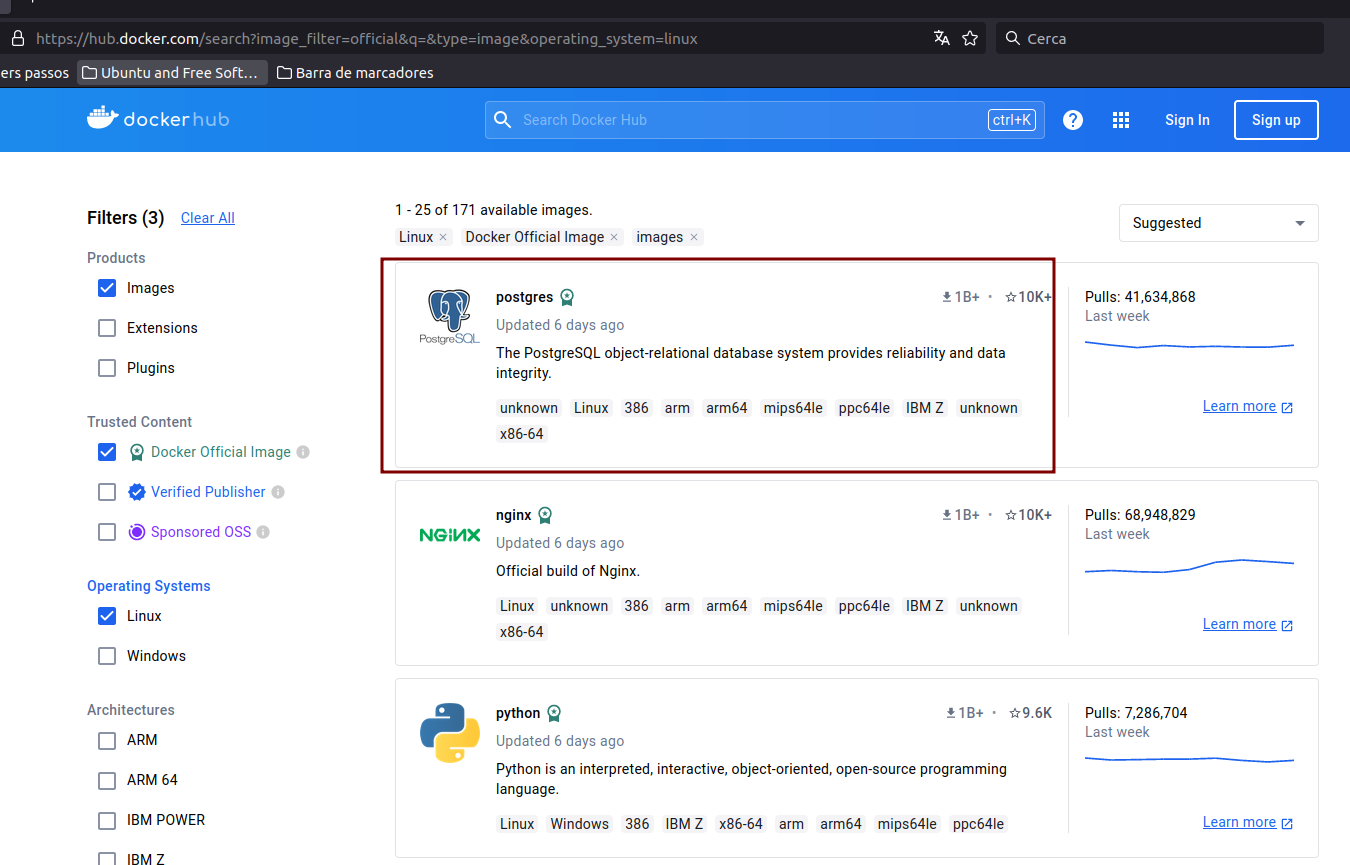 https://hub.docker.com/search?image_filter=official&q=&type=image&operating_system=linux
Cerca
ers passos
Ubuntu and Free Soft…
Barra de marcadores
dockerhub
Search Docker Hub
ctrl+K
?
Sign In
Sign up
Filters (3)
Clear All
Products
Images
Extensions
Plugins
Trusted Content
Docker Official Image
Verified Publisher
Sponsored OSS
Operating Systems
Linux
Windows
Architectures
ARM
ARM 64
IBM POWER
IBM Z
1 - 25 of 171 available images.
Linux × Docker Official Image × images ×
Suggested
PostgreSQL
postgres
1B+ • 10K+
Updated 6 days ago
The PostgreSQL object-relational database system provides reliability and data
integrity.
unknown Linux 386 arm arm64 mips64le ppc64le IBM Z unknown
x86-64
Pulls: 41,634,868
Last week
Learn more
NGINX
nginx
1B+ • 10K+
Updated 6 days ago
Official build of Nginx.
Linux unknown 386 arm arm64 mips64le ppc64le IBM Z unknown
x86-64
Pulls: 68,948,829
Last week
Learn more
python
1B+ • 9.6K
Updated 6 days ago
Python is an interpreted, interactive, object-oriented, open-source programming
language.
Linux Windows 386 IBM Z x86-64 arm arm64 mips64le ppc64le
Pulls: 7,286,704
Last week
Learn more